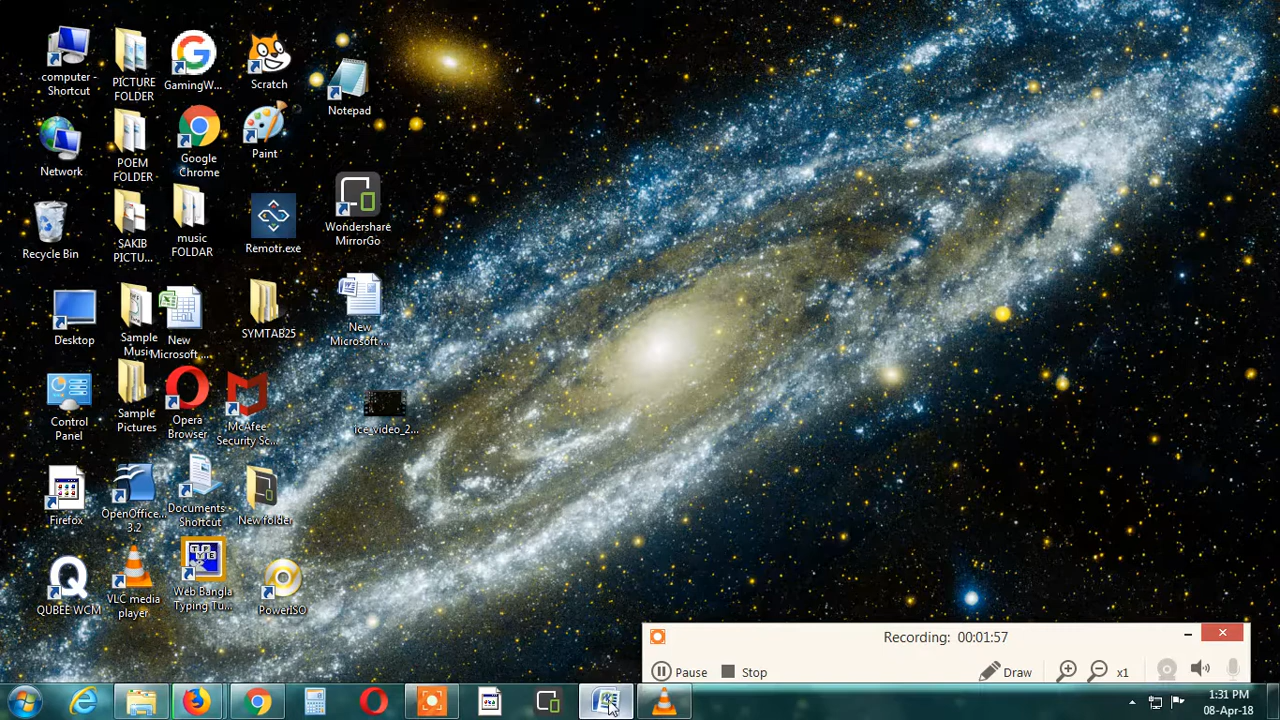 computer -
Shortcut
PICTURE
FOLDER
GamingW...
Scratch
Notepad
Network
POEM
FOLDER
Google
Chrome
Paint
Recycle Bin
SAKIB
PICTU...
music
FOLDAR
Remotr.exe
Wondershare
MirrorGo
Desktop
Sample
Music
New
Microsoft ...
SYMTAB25
New
Microsoft ...
Control
Panel
Sample
Pictures
Opera
Browser
McAfee
Security Sc...
ice_video_2...
Firefox
OpenOffice...
3.2
Documents
Shortcut
New folder
QUBEE WCM
VLC media
player
Web Bangla
Typing Tu...
PowerISO
Recording: 00:01:57
Pause
Stop
Draw
x1
1:31 PM
08-Apr-18